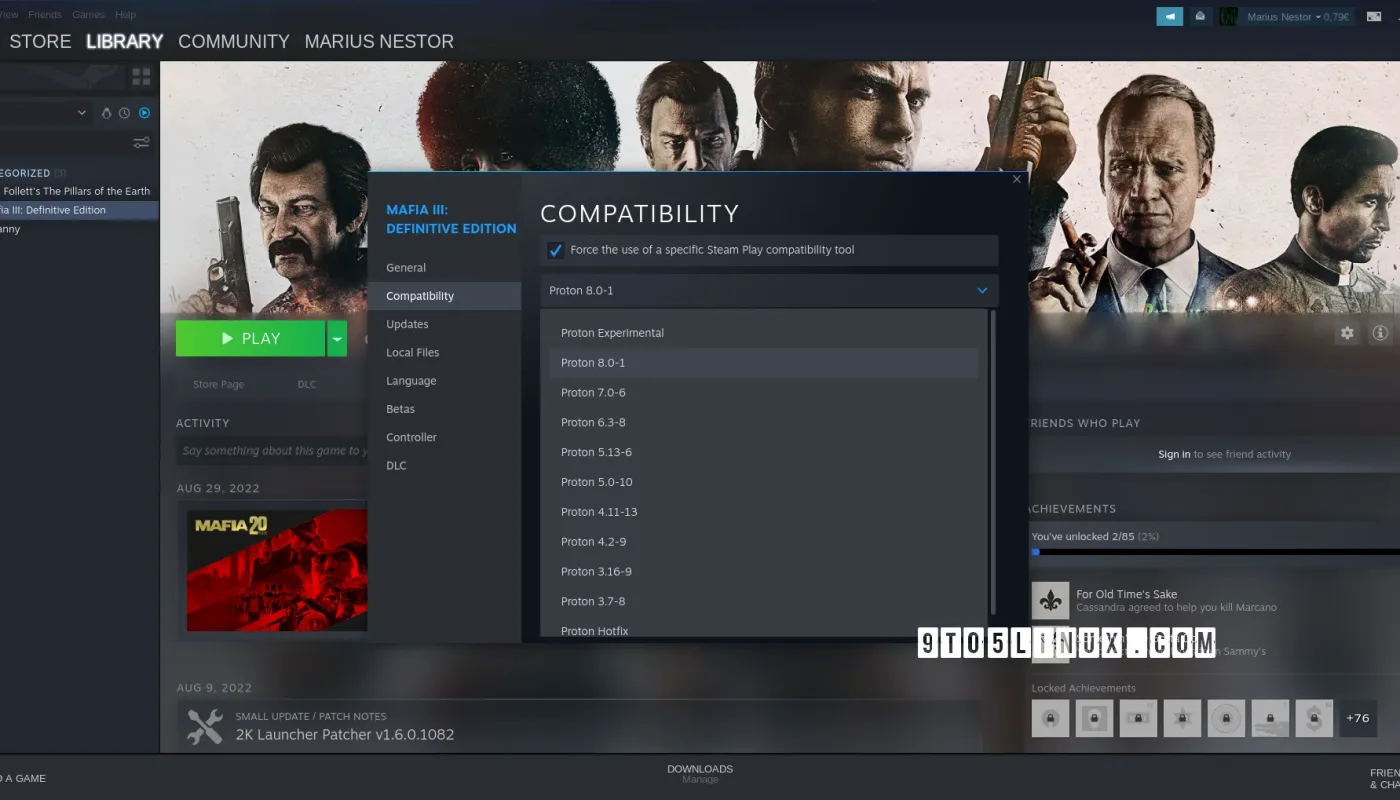 View Friends Games Help
Marius Nestor 0,79€
STORE LIBRARY COMMUNITY MARIUS NESTOR
EGORIZED (3)
Follett's The Pillars of the Earth
fia III: Definitive Edition
anny
PLAY
Store Page DLC
ACTIVITY
Say something about this game to y
AUG 29, 2022
MAFIA 20
AUG 9, 2022
SMALL UPDATE / PATCH NOTES
2K Launcher Patcher v1.6.0.1082
MAFIA III:
DEFINITIVE EDITION
General
Compatibility
Updates
Local Files
Language
Betas
Controller
DLC
COMPATIBILITY
Force the use of a specific Steam Play compatibility tool
Proton 8.0-1
Proton Experimental
Proton 8.0-1
Proton 7.0-6
Proton 6.3-8
Proton 5.13-6
Proton 5.0-10
Proton 4.11-13
Proton 4.2-9
Proton 3.16-9
Proton 3.7-8
Proton Hotfix
RIENDS WHO PLAY
Sign in to see friend activity
ACHIEVEMENTS
You've unlocked 2/85 (2%)
For Old Time's Sake
Cassandra agreed to help you kill Marcano
9TO5LINUX.COM
Sammy's
Locked Achievements
+76
D A GAME
DOWNLOADS
Manage
FRIEN
& CHA